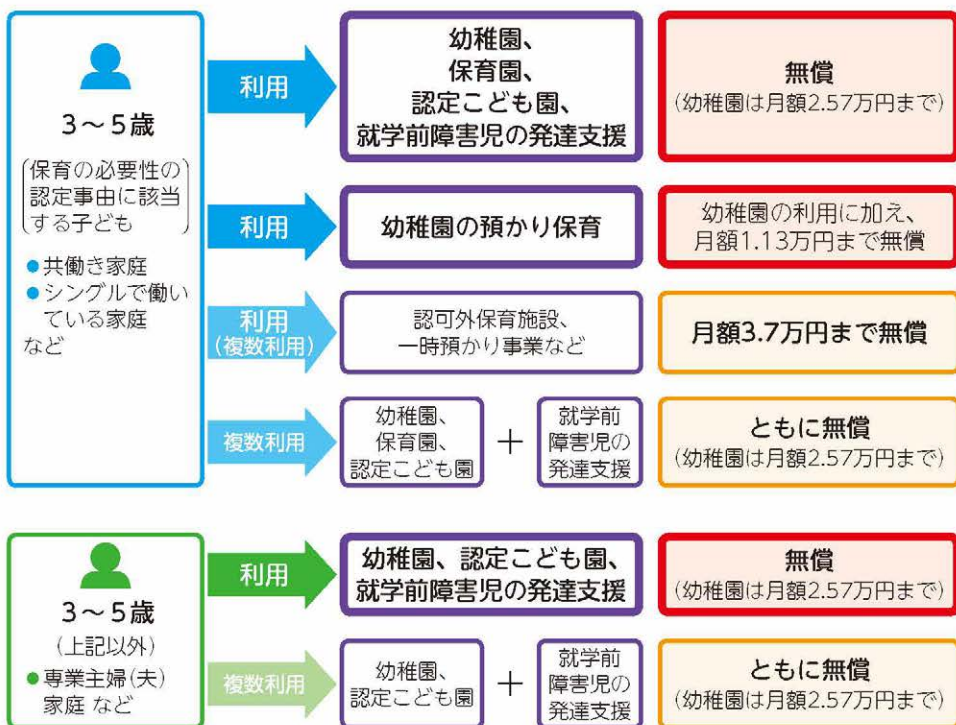 3～5歳
保育の必要性の
認定事由に該当
する子ども
●共働き家庭
●シングルで働い
ている家庭
など
利用
幼稚園、
保育園、
認定こども園、
就学前障害児の発達支援
無償
(幼稚園は月額2.57万円まで)
利用
幼稚園の預かり保育
幼稚園の利用に加え、
月額1.13万円まで無償
利用
(複数利用)
認可外保育施設、
一時預かり事業など
月額3.7万円まで無償
複数利用
幼稚園、
保育園、
認定こども園
＋
就学前
障害児の
発達支援
ともに無償
(幼稚園は月額2.57万円まで)
3～5歳
(上記以外)
●専業主婦(夫)
家庭 など
利用
幼稚園、認定こども園、
就学前障害児の発達支援
無償
(幼稚園は月額2.57万円まで)
複数利用
幼稚園、
認定こども園
＋
就学前
障害児の
発達支援
ともに無償
(幼稚園は月額2.57万円まで)